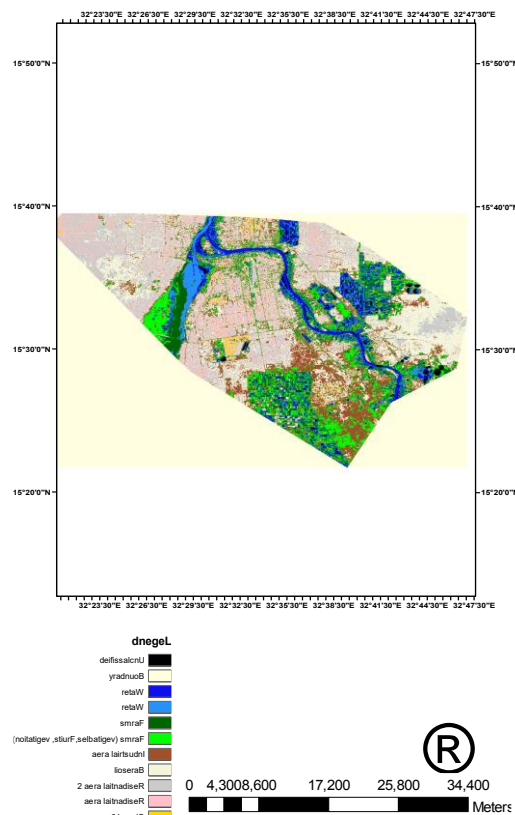 32°23'30"E 32°26'30"E 32°29'30"E 32°32'30"E 32°35'30"E 32°38'30"E 32°41'30"E 32°44'30"E 32°47'30"E
15°50'0"N 15°50'0"N
15°40'0"N 15°40'0"N
15°30'0"N 15°30'0"N
15°20'0"N 15°20'0"N
32°23'30"E 32°26'30"E 32°29'30"E 32°32'30"E 32°35'30"E 32°38'30"E 32°41'30"E 32°44'30"E 32°47'30"E
dnegeL
deifissalcnU
yradnuoB
retaW
retaW
smraF
(noitatigev ,stiurF,selbatigev) smraF
aera lairtsudnI
lioseraB
2 aera laitnadiseR
aera laitnadiseR
®
0 4,300 8,600 17,200 25,800 34,400
Meters